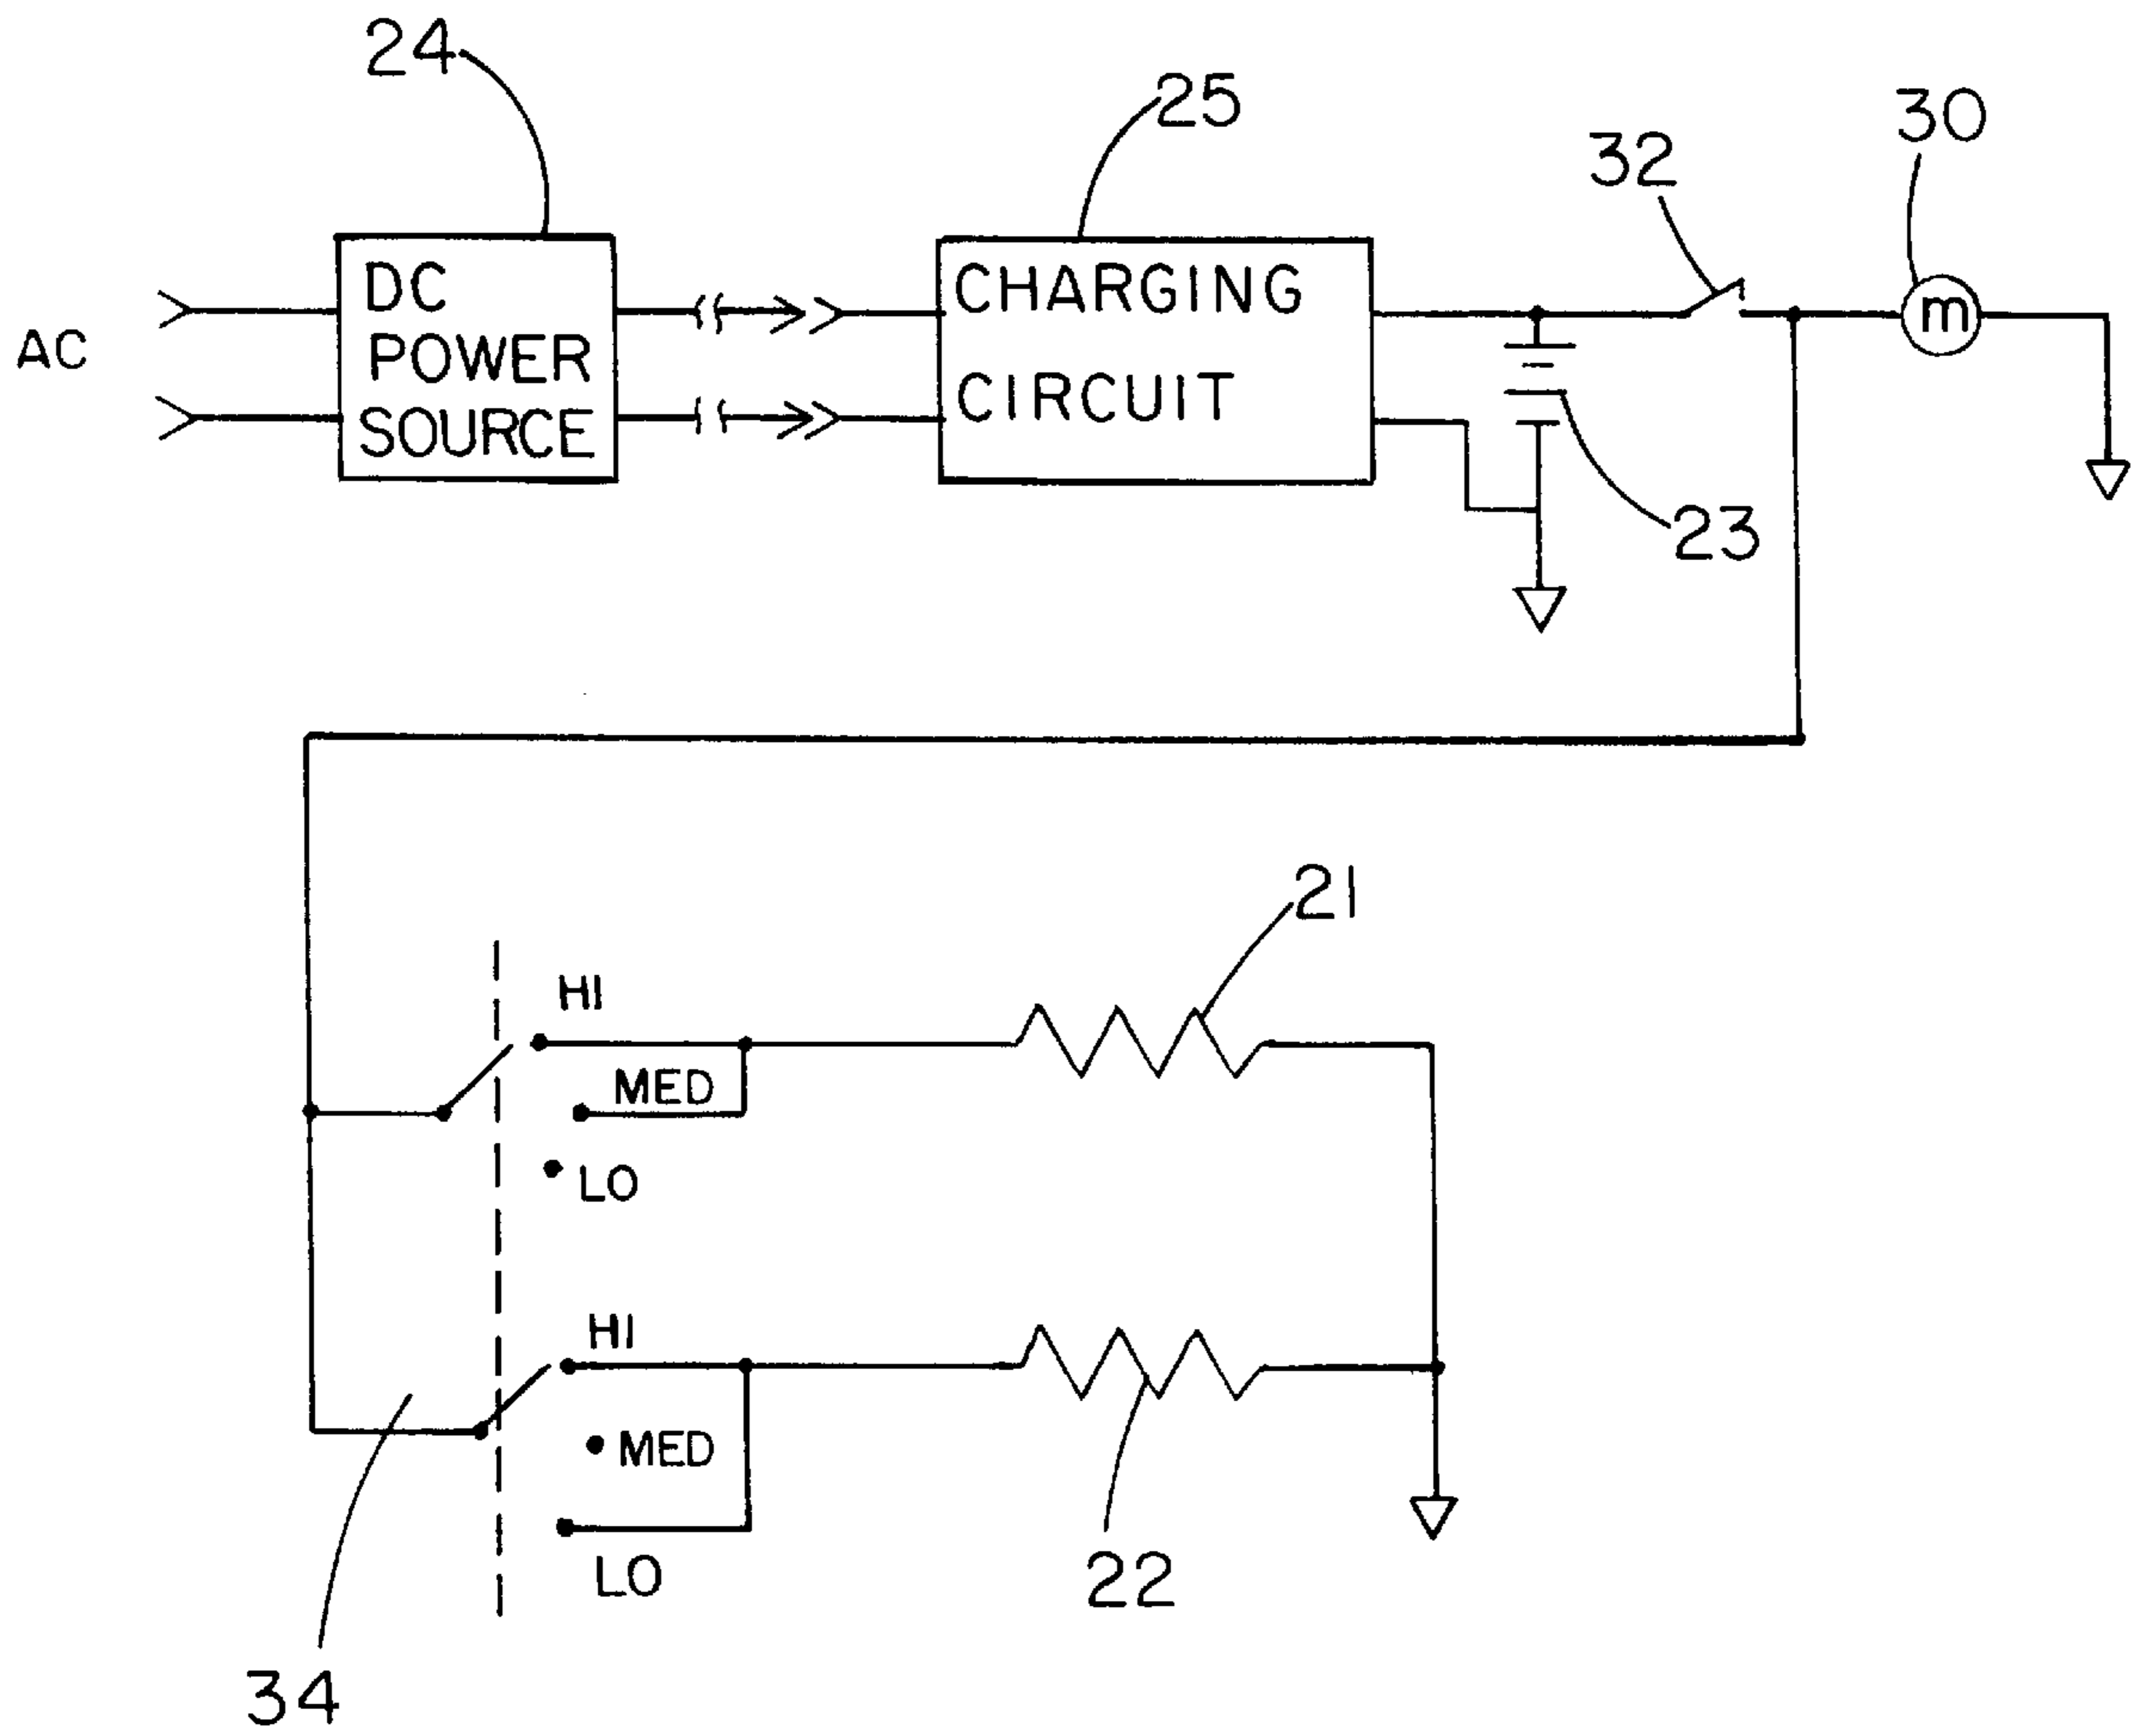 24
25
32
30
AC
DC
POWER
SOURCE
CHARGING
CIRCUIT
m
23
21
HI
MED
LO
HI
MED
LO
22
34